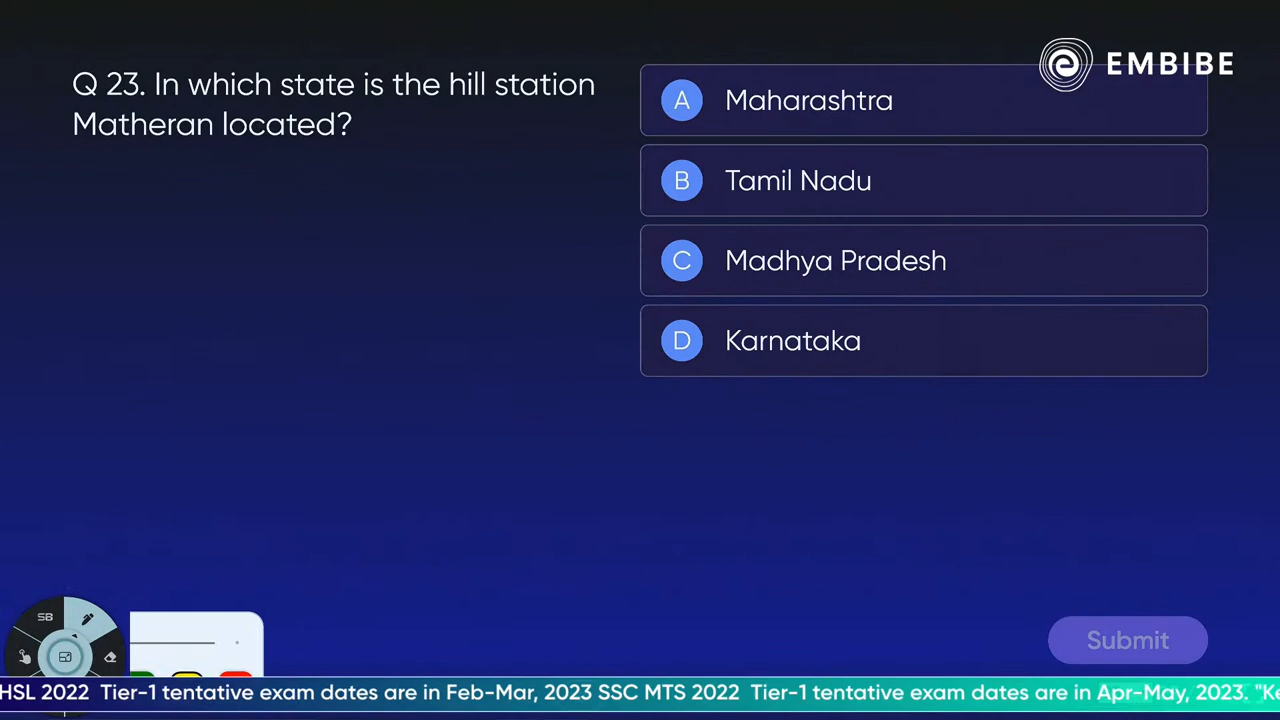 EMBIBE
Q 23. In which state is the hill station
Matheran located?
A Maharashtra
B Tamil Nadu
C Madhya Pradesh
D Karnataka
SB
Submit
HSL 2022 Tier-1 tentative exam dates are in Feb-Mar, 2023 SSC MTS 2022 Tier-1 tentative exam dates are in Apr-May, 2023. "Ke